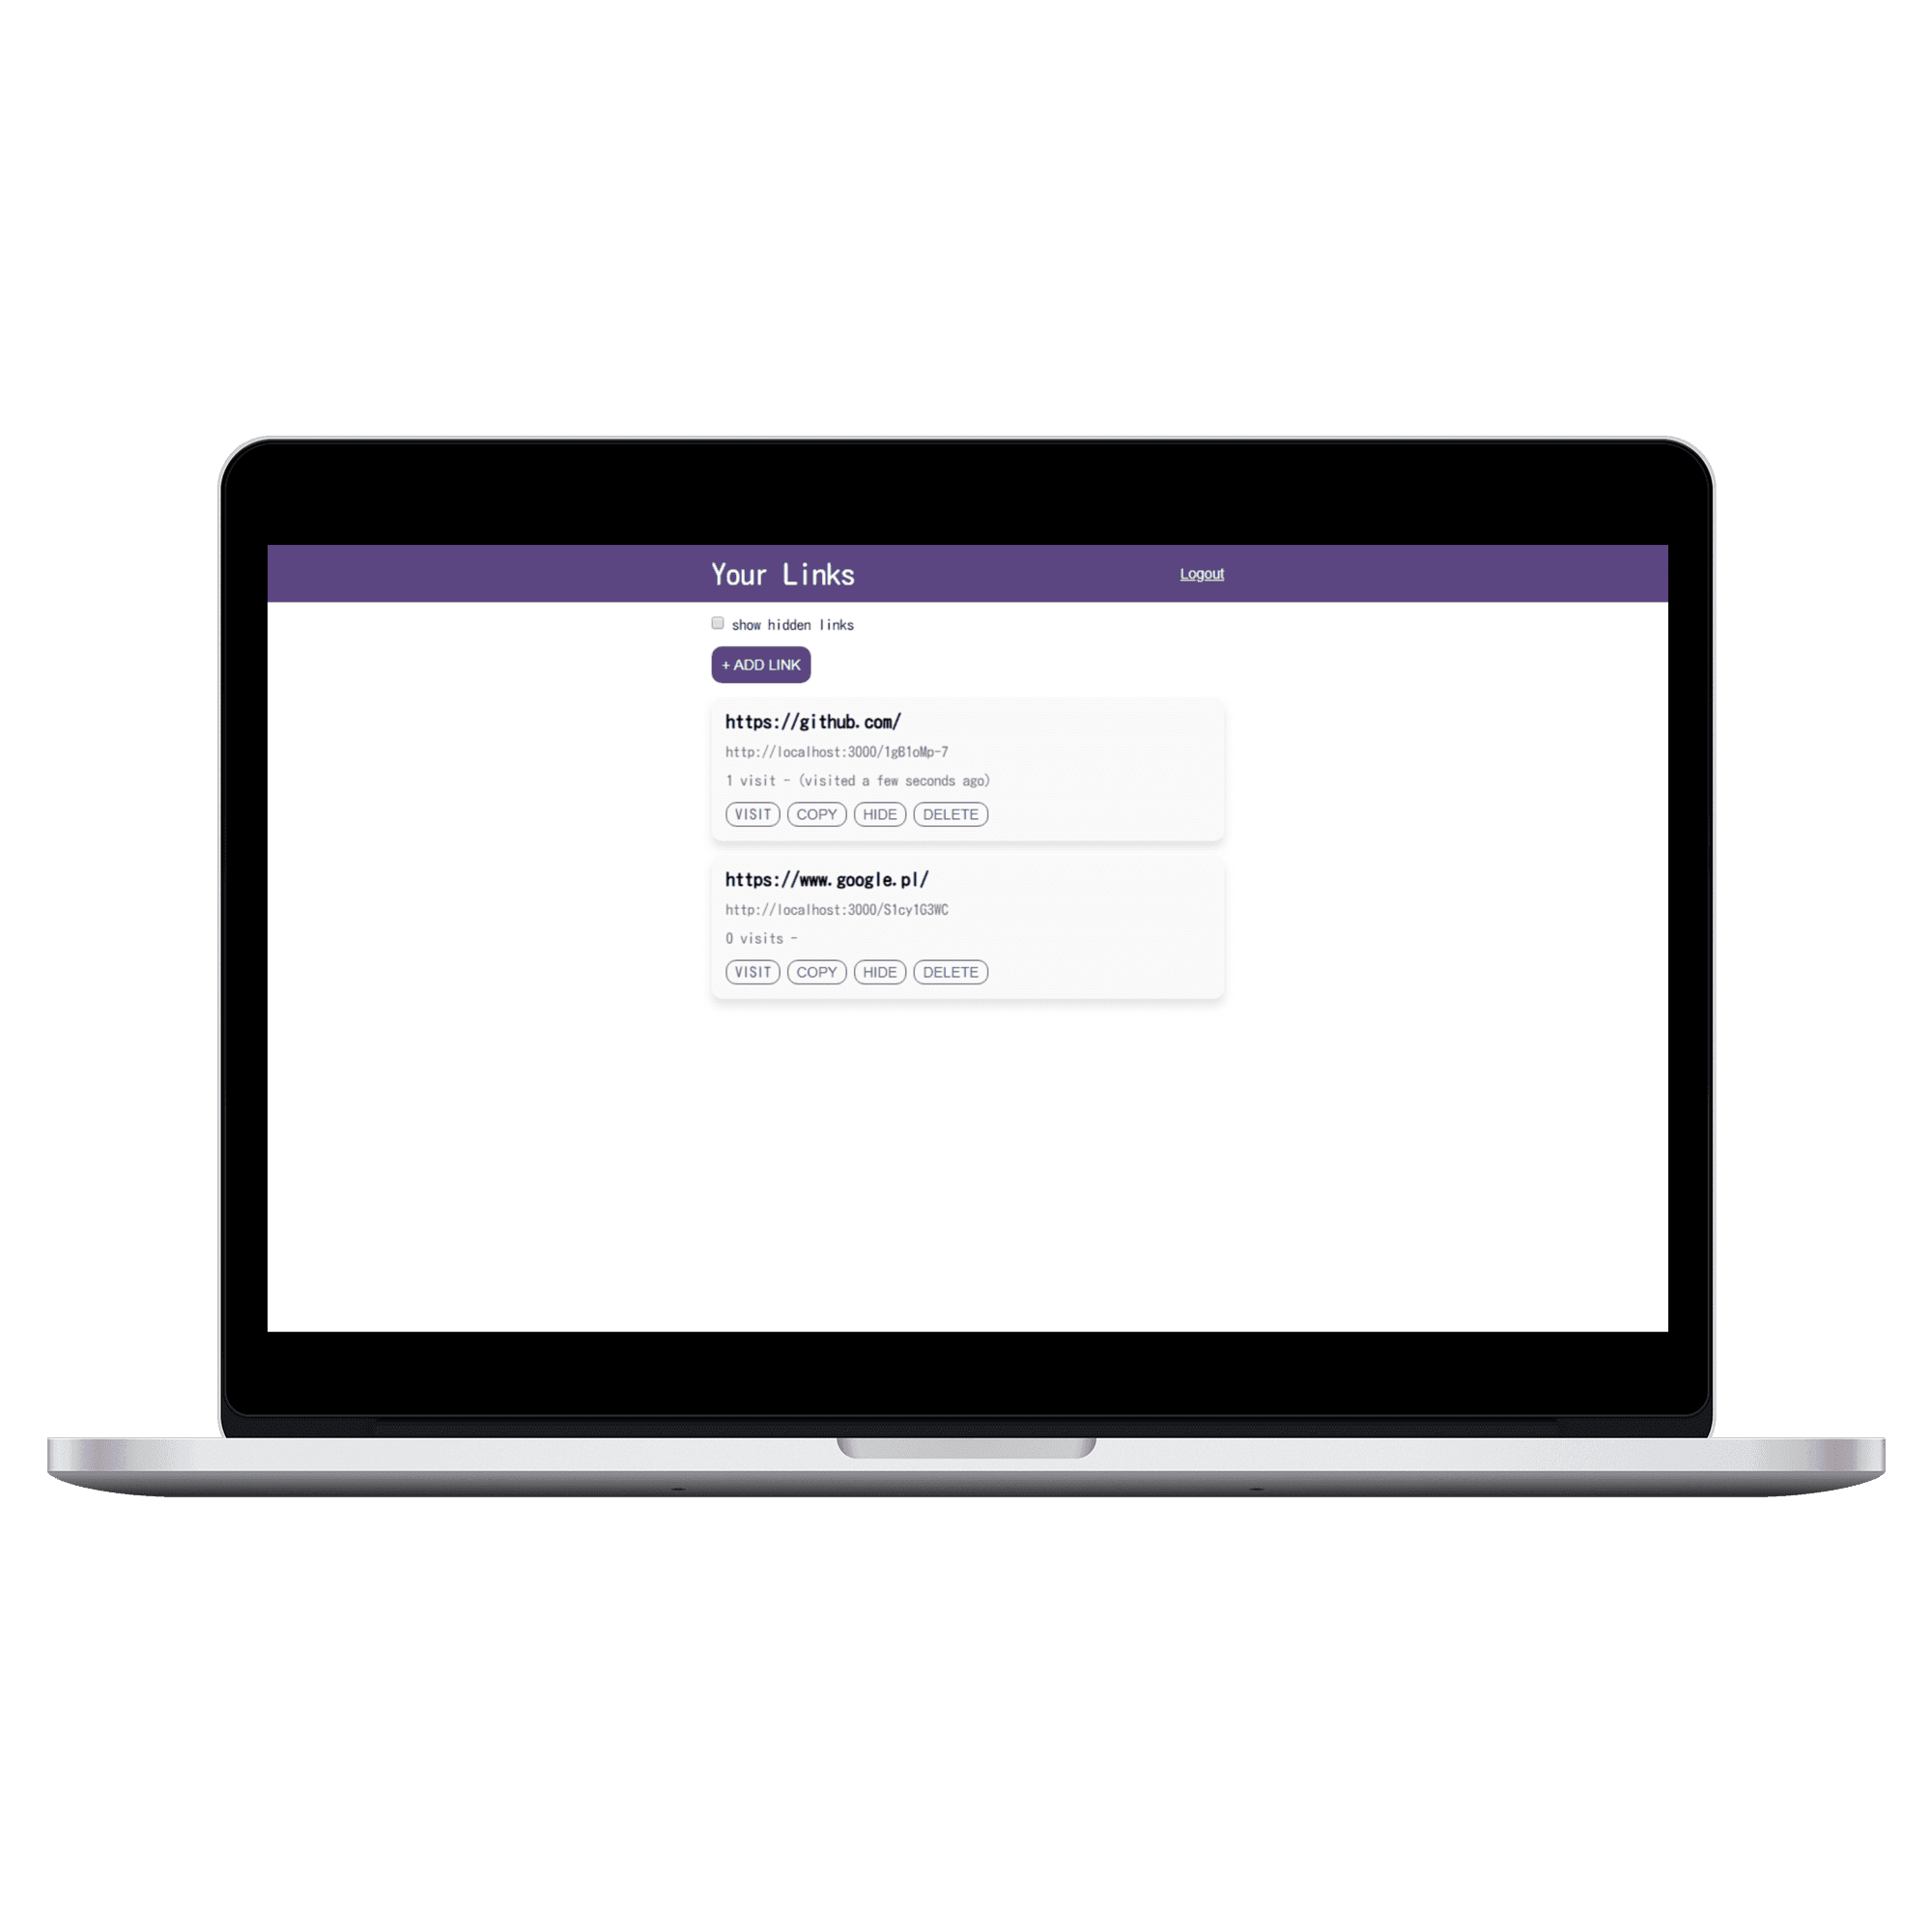 Your Links Logout
show hidden links
+ ADD LINK
https://github.com/
http://localhost:3000/1gB1oMp-7
1 visit - (visited a few seconds ago)
VISIT COPY HIDE DELETE
https://www.google.pl/
http://localhost:3000/S1cy1G3WC
0 visits -
VISIT COPY HIDE DELETE